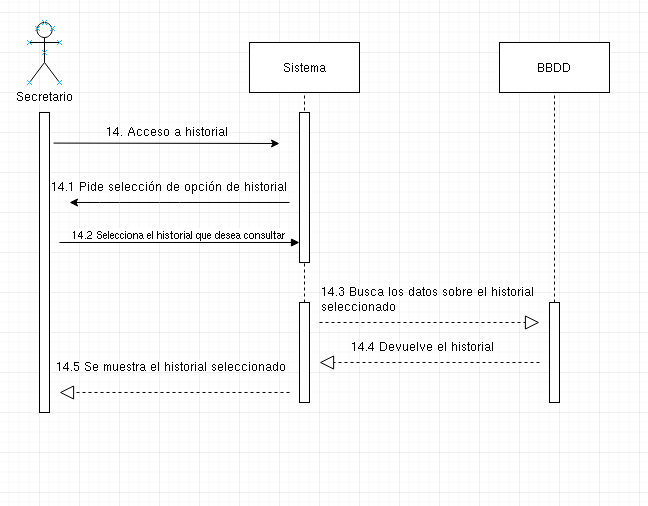 Secretario
Sistema
BBDD
14. Acceso a historial
14.1 Pide selección de opción de historial
14.2 Selecciona el historial que desea consultar
14.3 Busca los datos sobre el historial
seleccionado
14.4 Devuelve el historial
14.5 Se muestra el historial seleccionado